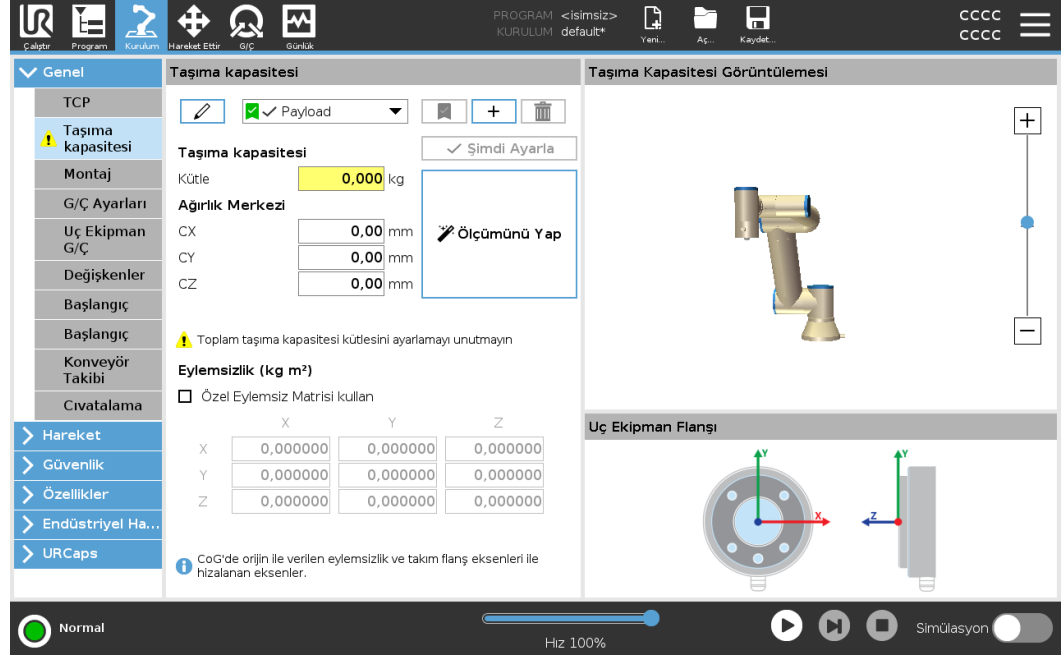 PROGRAM <isimsiz>
KURULUM default*
Çalıştır
Program
Kurulum
Hareket Ettir
G/Ç
Günlük
Yeni...
Aç...
Kaydet...
CCCC
CCCC
Genel
TCP
Taşıma
kapasitesi
Montaj
G/Ç Ayarları
Uç Ekipman
G/Ç
Değişkenler
Başlangıç
Başlangıç
Konveyör
Takibi
Cıvatalama
Hareket
Güvenlik
Özellikler
Endüstriyel Ha...
URCaps
Taşıma kapasitesi
Payload
Taşıma kapasitesi
Şimdi Ayarla
Kütle 0,000 kg
Ağırlık Merkezi
CX 0,00 mm
CY 0,00 mm
CZ 0,00 mm
Ölçümünü Yap
Toplam taşıma kapasitesi kütlesini ayarlamayı unutmayın
Eylemsizlik (kg m²)
Özel Eylemsiz Matrisi kullan
X Y Z
X 0,000000 0,000000 0,000000
Y 0,000000 0,000000 0,000000
Z 0,000000 0,000000 0,000000
CoG'de orijin ile verilen eylemsizlik ve takım flanş eksenleri ile
hizalanan eksenler.
Taşıma Kapasitesi Görüntülemesi
Uç Ekipman Flanşı
Y
X
Y
Z
Normal
Hız 100%
Simülasyon